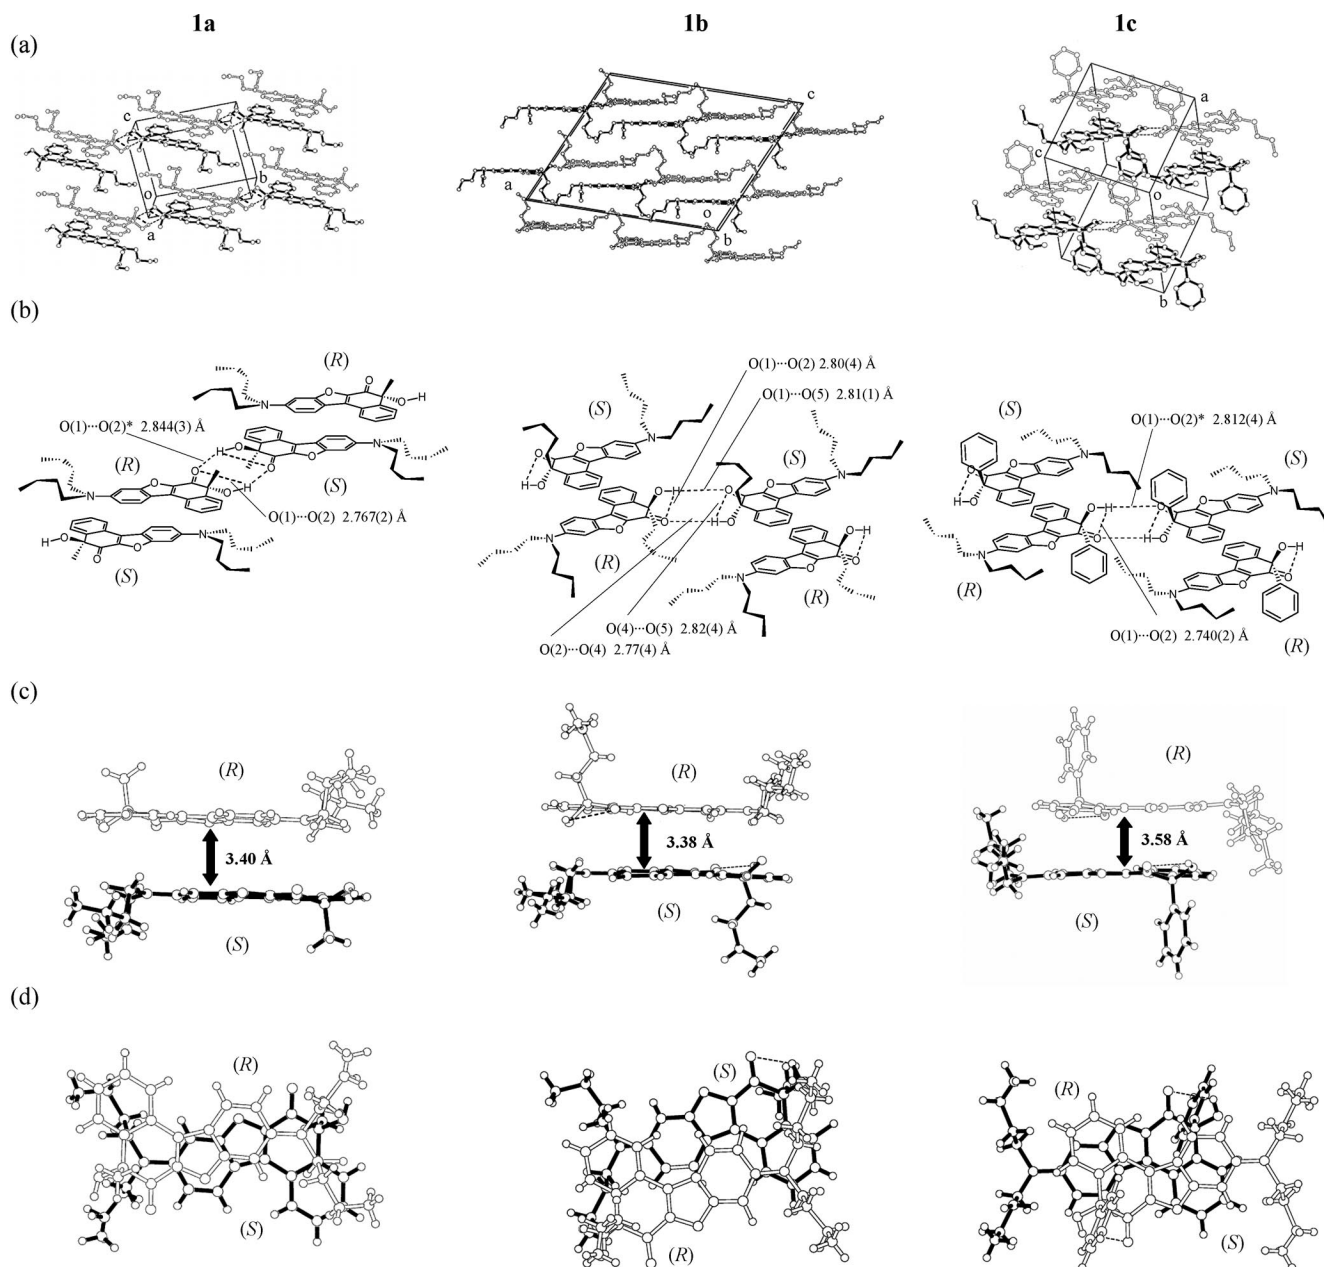 1a 1b 1c
(a)
c
b
o
a
c
a
o
b
a
c
o
b
(b)
(R)
O(1)···O(2)* 2.844(3) Å
(R)
(S)
O(1)···O(2) 2.767(2) Å
(S)
H
O
N
O(1)···O(2) 2.80(4) Å
O(1)···O(5) 2.81(1) Å
(S)
(S)
(R)
(R)
O(4)···O(5) 2.82(4) Å
O(2)···O(4) 2.77(4) Å
O(1)···O(2)* 2.812(4) Å
(S)
(S)
(R)
O(1)···O(2) 2.740(2) Å
(R)
(c)
(R)
3.40 Å
(S)
(R)
3.38 Å
(S)
(R)
3.58 Å
(S)
(d)
(R)
(S)
(S)
(R)
(R)
(S)